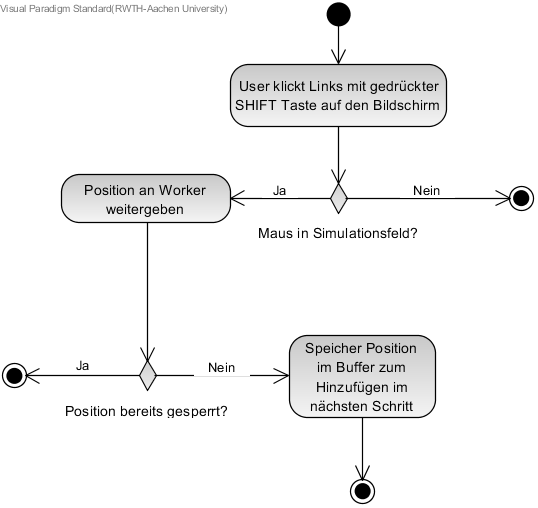 Visual Paradigm Standard(RWTH-Aachen University)
User klickt Links mit gedrückter
SHIFT Taste auf den Bildschirm
Position an Worker
weitergeben
Ja
Nein
Maus in Simulationsfeld?
Ja
Nein
Position bereits gesperrt?
Speicher Position
im Buffer zum
Hinzufügen im
nächsten Schritt